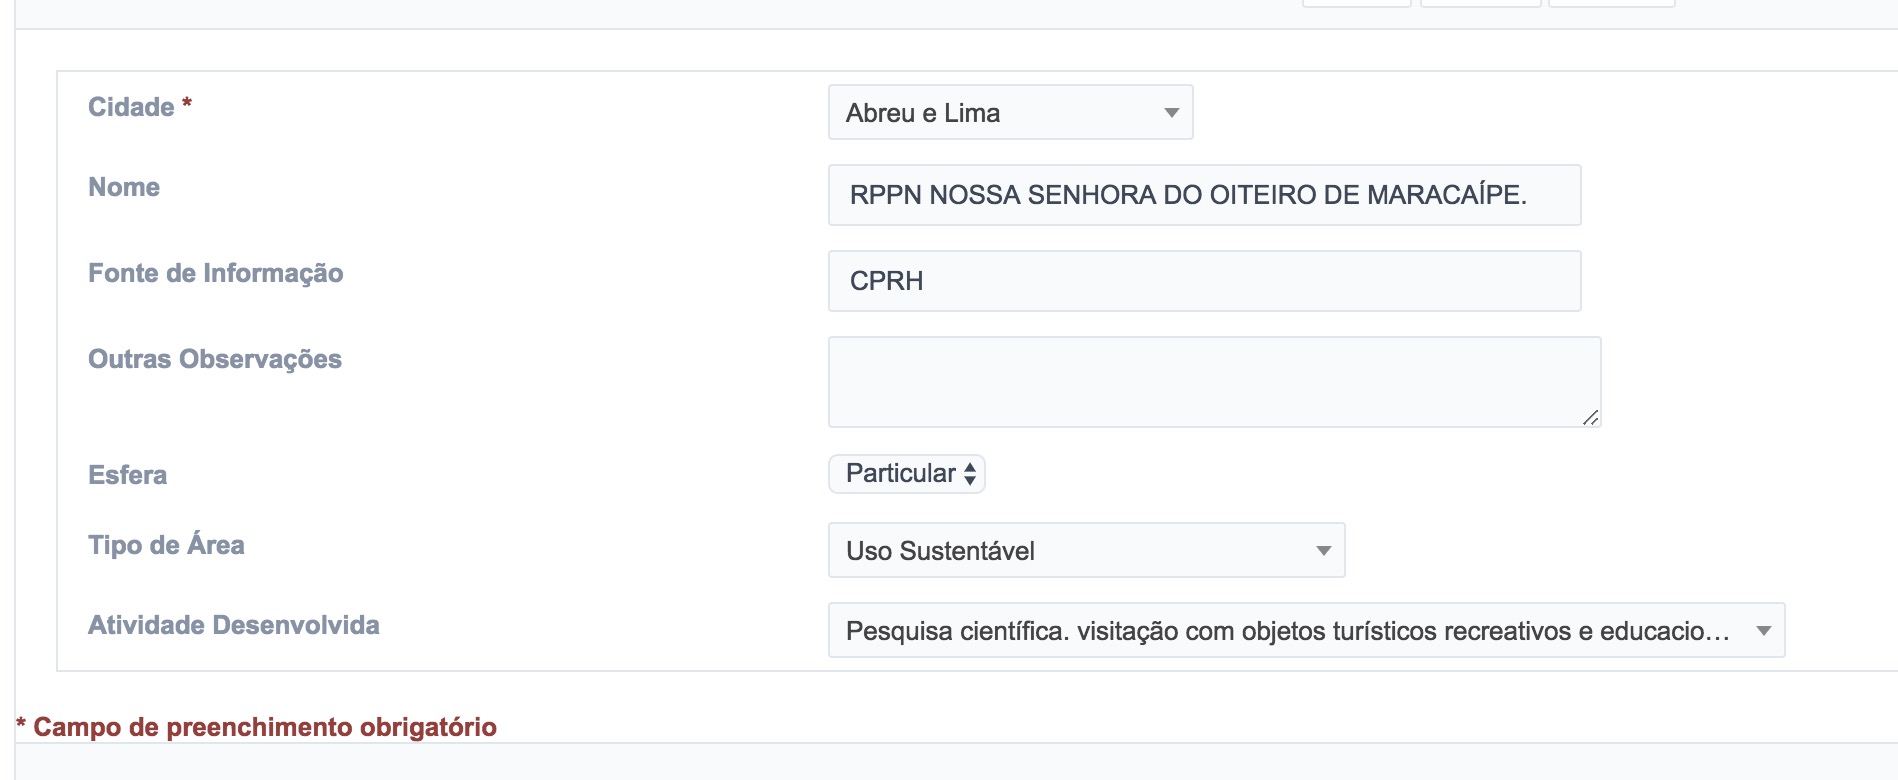 Cidade * Abreu e Lima
Nome RPPN NOSSA SENHORA DO OITEIRO DE MARACAÍPE.
Fonte de Informação CPRH
Outras Observações
Esfera Particular
Tipo de Área Uso Sustentável
Atividade Desenvolvida Pesquisa científica. visitação com objetos turísticos recreativos e educacio...
* Campo de preenchimento obrigatório